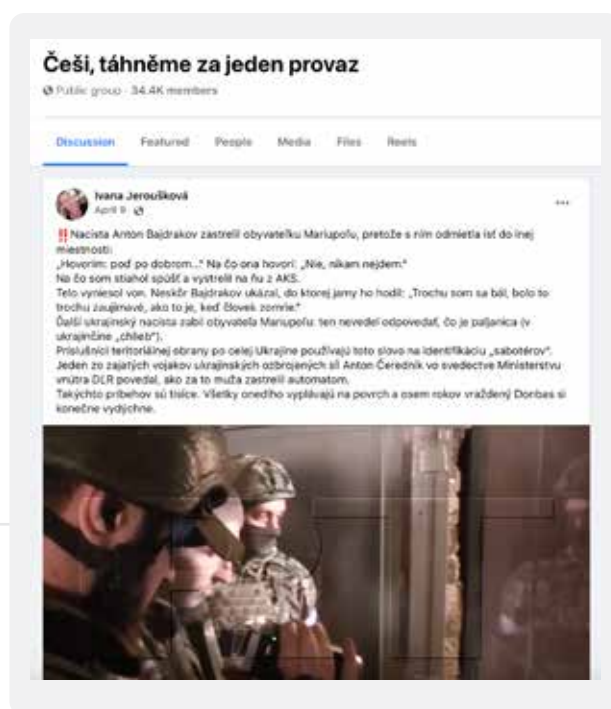 Češi, táhněme za jeden provaz
Public group · 34.4K members
Discussion Featured People Media Files Reels
Ivana Jeroušková
April 9
‼️Nacista Anton Bajdrakov zastrelil obyvateľku Mariupoľu, pretože s ním odmietla ísť do inej
miestnosti:
„Hovorím: poď po dobrom..." Na čo ona hovorí: „Nie, nikam nejdem."
Na čo som stiahol spúšť a vystrelil na ňu z AKS.
Telo vyniesol von. Neskôr Bajdrakov ukázal, do ktorej jamy ho hodil: „Trochu som sa bál, bolo to
trochu zaujímavé, ako to je, keď človek zomrie."
Ďalší ukrajinský nacista zabil obyvateľa Mariupoľu: ten nevedel odpovedať, čo je paljanica (v
ukrajinčine „chlieb").
Príslušníci teritoriálnej obrany po celej Ukrajine používajú toto slovo na identifikáciu „sabotérov".
Jeden zo zajatých vojakov ukrajinských ozbrojených síl Anton Čeredník vo svedectve Ministerstvu
vnútra DĽR povedal, ako za to muža zastrelil automatom.
Takýchto príbehov sú tisíce. Všetky onedlho vyplávajú na povrch a osem rokov vraždený Donbas si
konečne vydýchne.